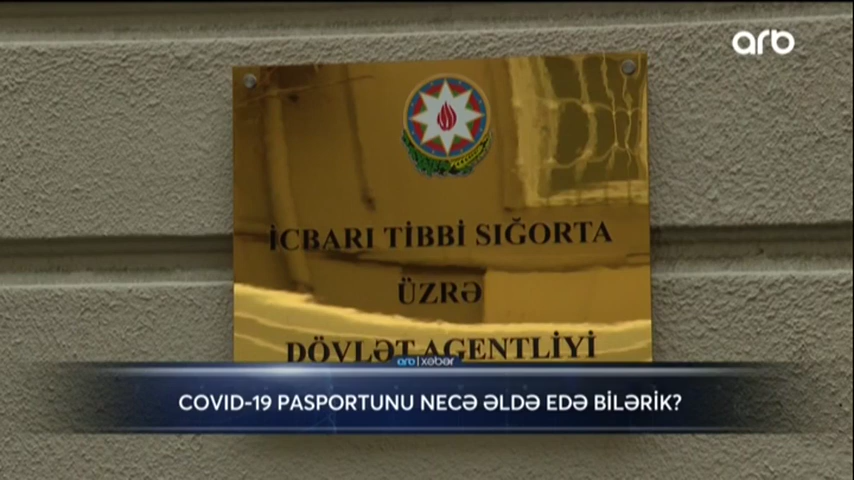 arb
İCBARI TİBBİ SIĞORTA
ÜZRƏ
DÖVLƏT AGENTLİYİ
arb | xəbər
COVID-19 PASPORTUNU NECƏ ƏLDƏ EDƏ BİLƏRİK?